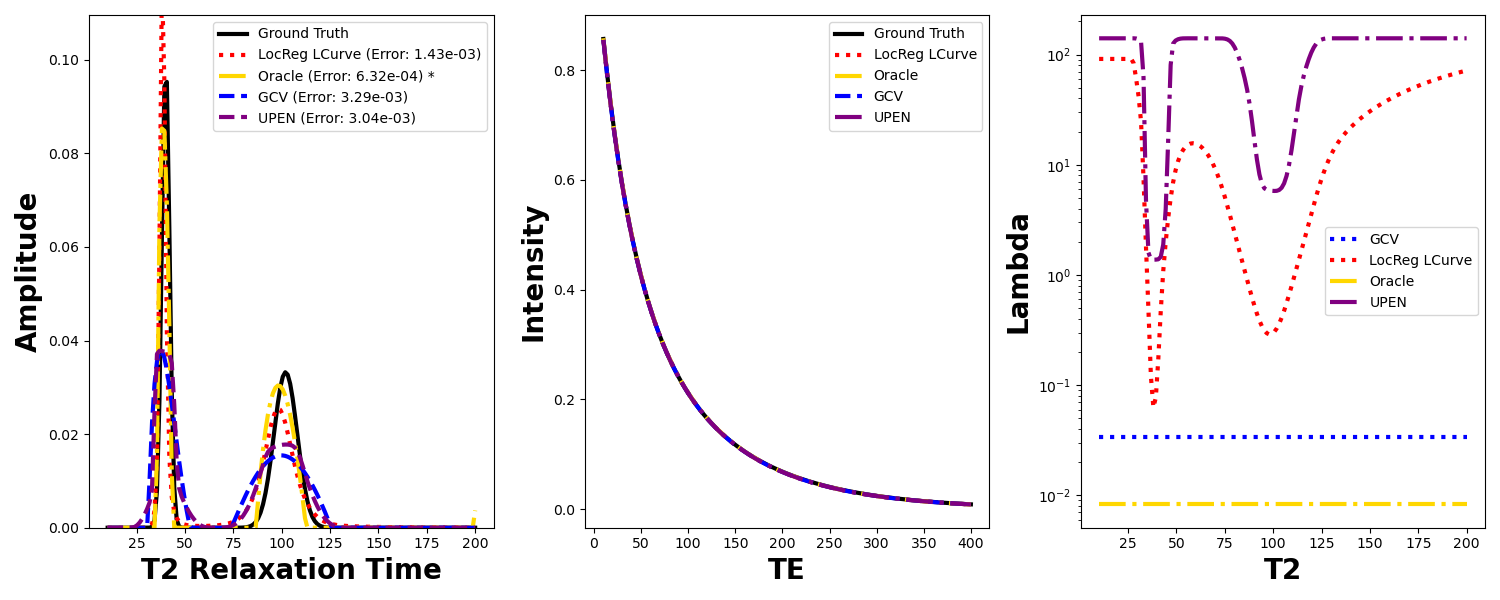 Amplitude
0.10
0.08
0.06
0.04
0.02
0.00
25 50 75 100 125 150 175 200
T2 Relaxation Time
Ground Truth
LocReg LCurve (Error: 1.43e-03)
Oracle (Error: 6.32e-04) *
GCV (Error: 3.29e-03)
UPEN (Error: 3.04e-03)
Intensity
0.8
0.6
0.4
0.2
0.0
0 50 100 150 200 250 300 350 400
TE
Ground Truth
LocReg LCurve
Oracle
GCV
UPEN
Lambda
10²
10¹
10⁰
10⁻¹
10⁻²
25 50 75 100 125 150 175 200
T2
GCV
LocReg LCurve
Oracle
UPEN